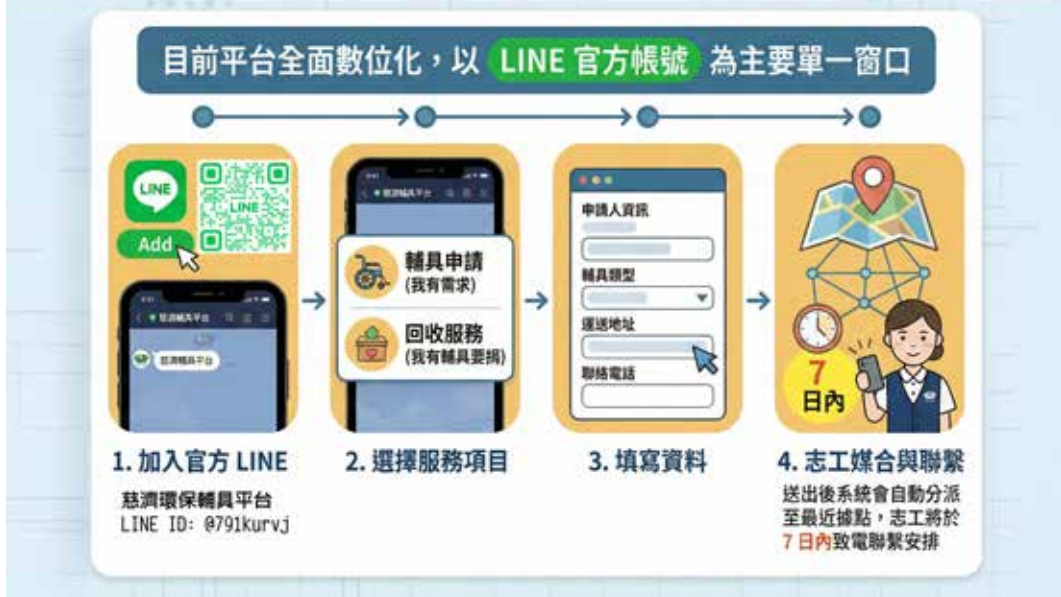 目前平台全面數位化,以 LINE 官方帳號 為主要單一窗口
LINE
LINE
Add
慈濟輔具平台
慈濟輔具平台
慈濟輔具平台
輔具申請
(我有需求)
回收服務
(我有輔具要捐)
申請人資訊
輔具類型
運送地址
聯絡電話
7
日內
1. 加入官方 LINE
慈濟環保輔具平台
LINE ID: @791kurvj
2. 選擇服務項目
3. 填寫資料
4. 志工媒合與聯繫
送出後系統會自動分派
至最近據點,志工將於
7 日內致電聯繫安排